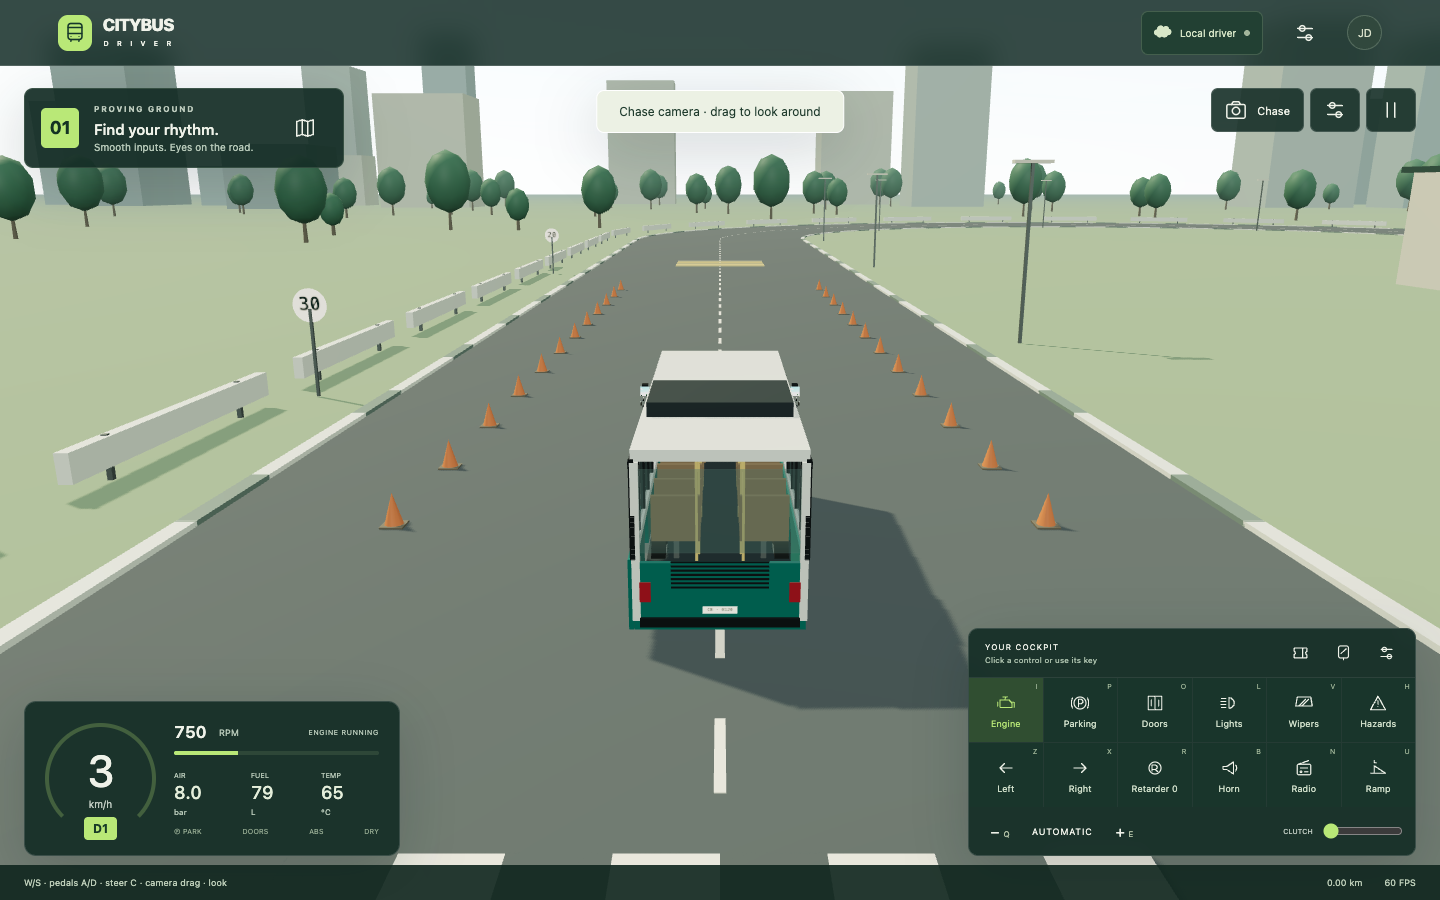 CITYBUS
DRIVER
Local driver
JD
01
PROVING GROUND
Find your rhythm.
Smooth inputs. Eyes on the road.
Chase camera · drag to look around
Chase
20
30
YOUR COCKPIT
Click a control or use its key
I
Engine
P
Parking
O
Doors
L
Lights
V
Wipers
H
Hazards
Z
Left
X
Right
R
Retarder 0
B
Horn
N
Radio
U
Ramp
− Q
AUTOMATIC
+ E
CLUTCH
3
km/h
D1
750 RPM
ENGINE RUNNING
AIR
8.0
bar
FUEL
79
L
TEMP
65
°C
Ⓟ PARK
DOORS
ABS
DRY
W/S · pedals A/D · steer C · camera drag · look
0.00 km
60 FPS